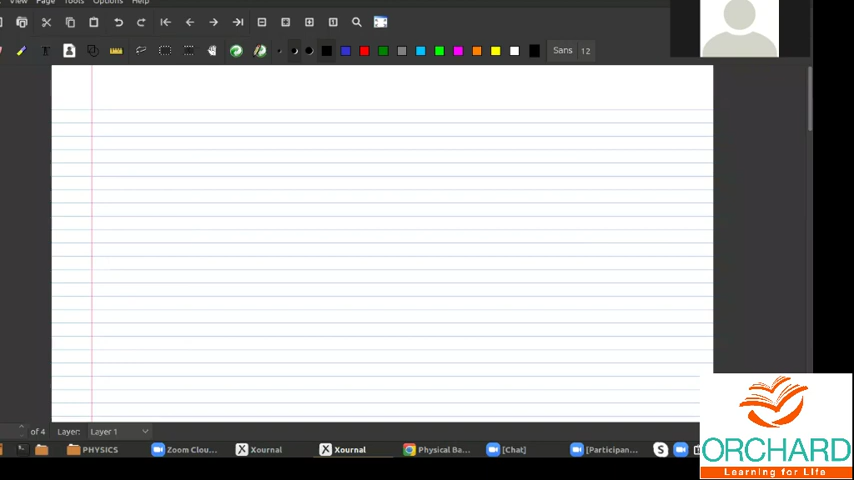 View Page Tools Options Help
Sans 12
of 4 Layer: Layer 1
PHYSICS Zoom Clou... Xournal Xournal Physical Ba... [Chat] [Participan...
ORCHARD
Learning for Life